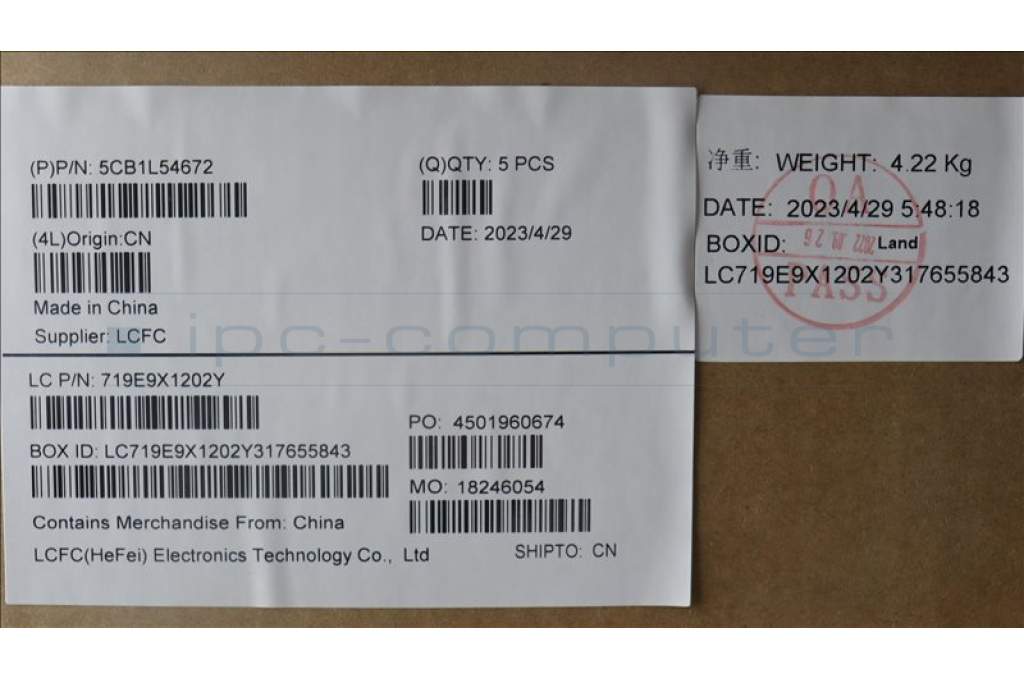 (P)P/N: 5CB1L54672
(Q)QTY: 5 PCS
(4L)Origin:CN
DATE: 2023/4/29
Made in China
Supplier: LCFC
LC P/N: 719E9X1202Y
BOX ID: LC719E9X1202Y317655843
PO: 4501960674
MO: 18246054
Contains Merchandise From: China
LCFC(HeFei) Electronics Technology Co., Ltd
SHIPTO: CN
净重: WEIGHT: 4.22 Kg
DATE: 2023/4/29 5:48:18
BOXID: Land
LC719E9X1202Y317655843
QA
PASS
ipc-computer